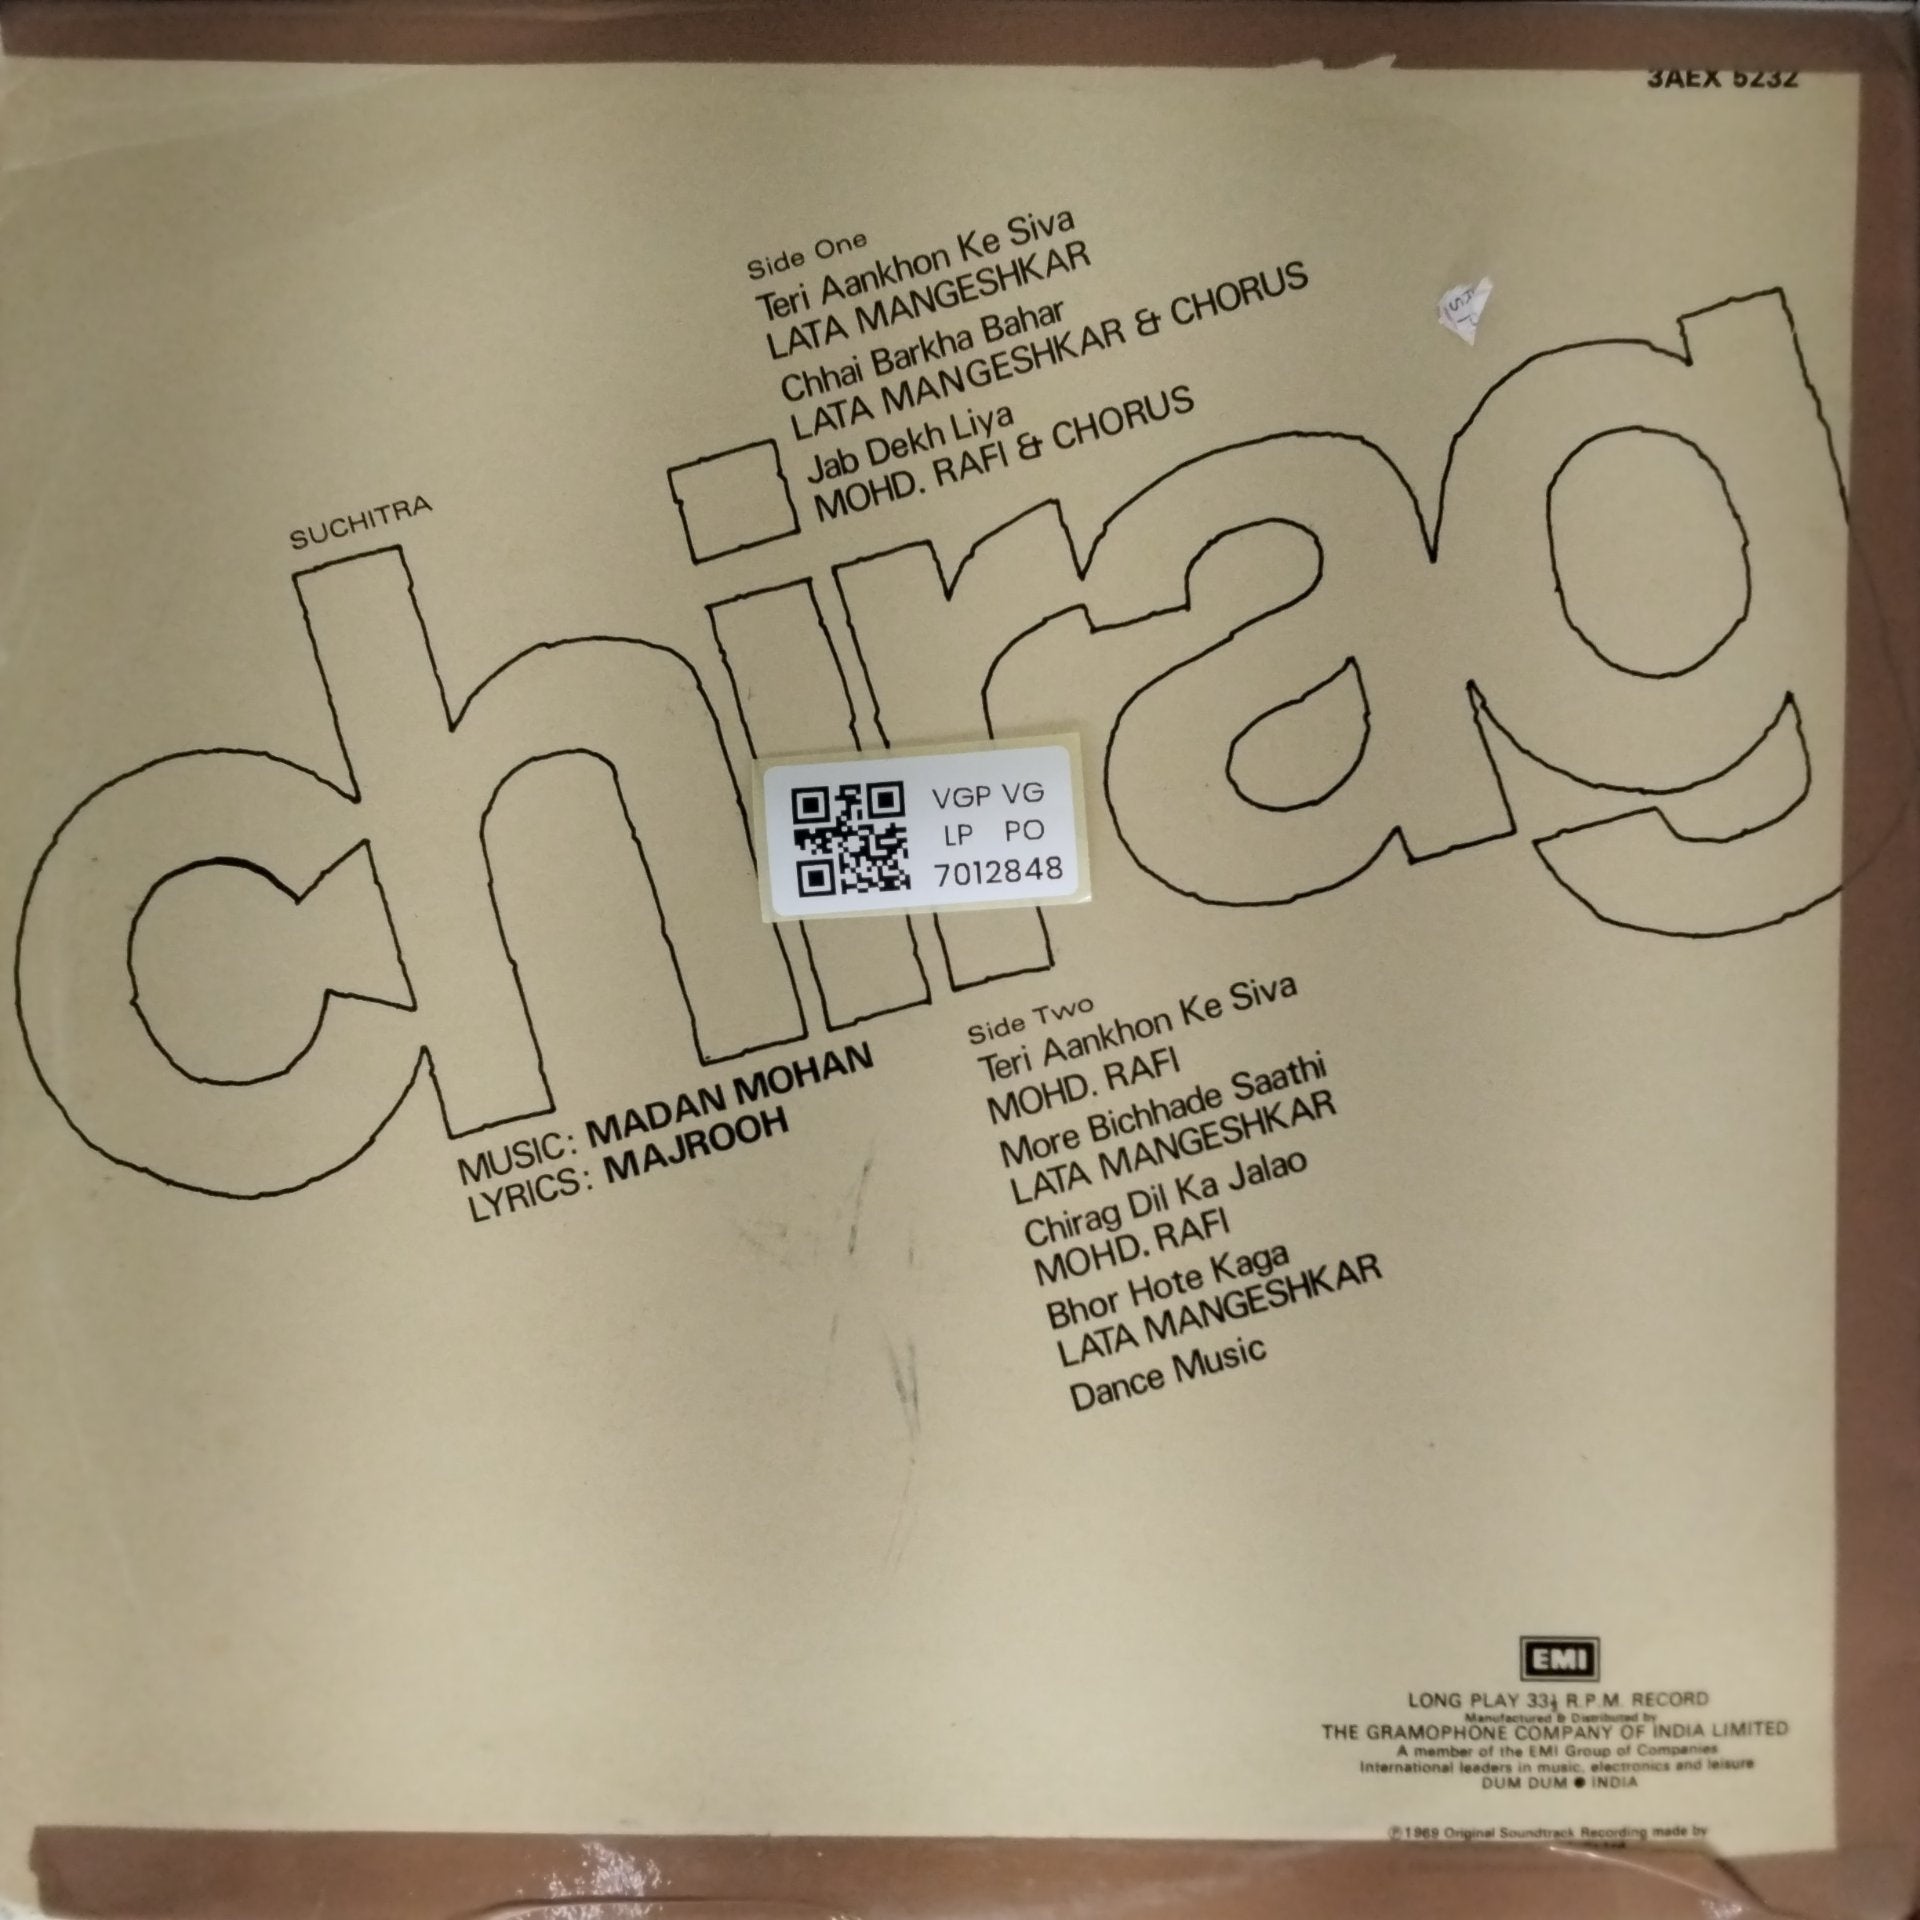 3AEX 5232
Side One
Teri Aankhon Ke Siva
LATA MANGESHKAR
Chhai Barkha Bahar
LATA MANGESHKAR & CHORUS
Jab Dekh Liya
MOHD. RAFI & CHORUS
SUCHITRA
chirag
VGP VG
LP PO
7012848
MUSIC: MADAN MOHAN
LYRICS: MAJROOH
Side Two
Teri Aankhon Ke Siva
MOHD. RAFI
More Bichhade Saathi
LATA MANGESHKAR
Chirag Dil Ka Jalao
MOHD. RAFI
Bhor Hote Kaga
LATA MANGESHKAR
Dance Music
EMI
LONG PLAY 33⅓ R.P.M. RECORD
Manufactured & Distributed by
THE GRAMOPHONE COMPANY OF INDIA LIMITED
A member of the EMI Group of Companies
International leaders in music, electronics and leisure
DUM DUM ● INDIA
℗1969 Original Soundtrack Recording made by